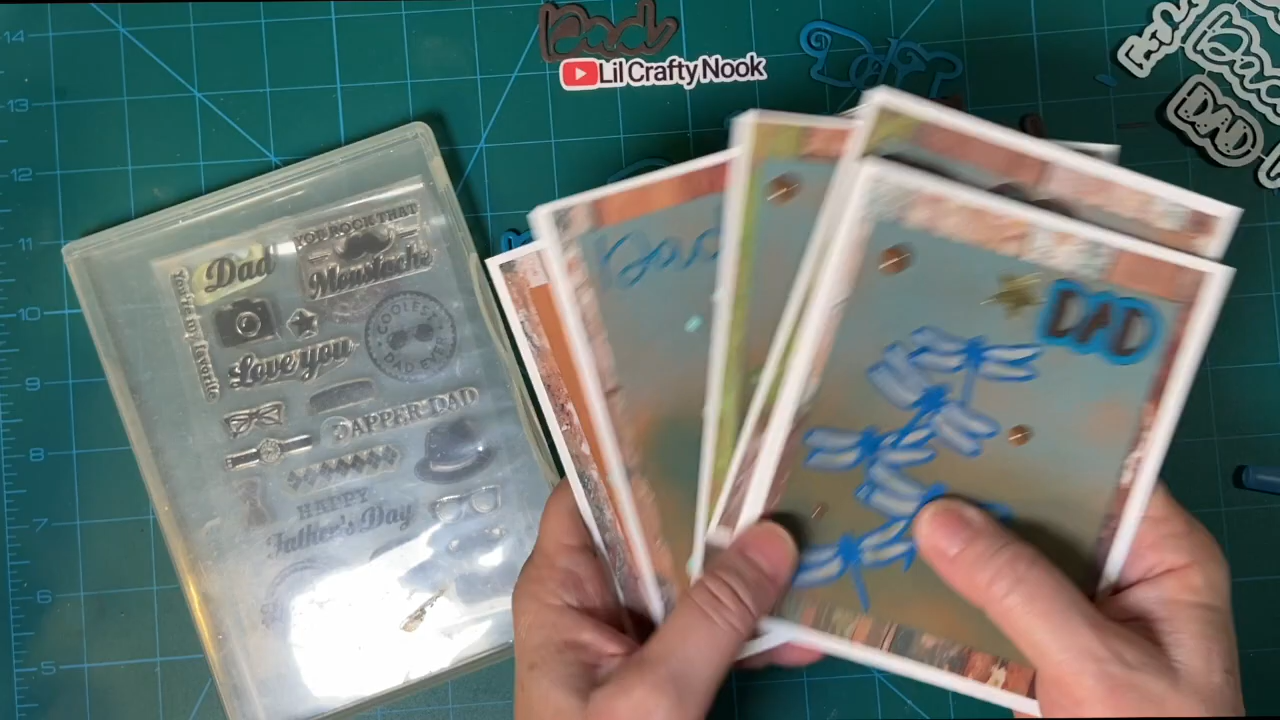 14
13
12
11
10
9
8
7
6
5
Dad
Lil Crafty Nook
DAD
YOU ROCK THAT
Moustache
Dad
You're my favorite
COOLEST
DAD EVER
Love you
DAPPER DAD
HAPPY
Father's Day
Dad
DAD